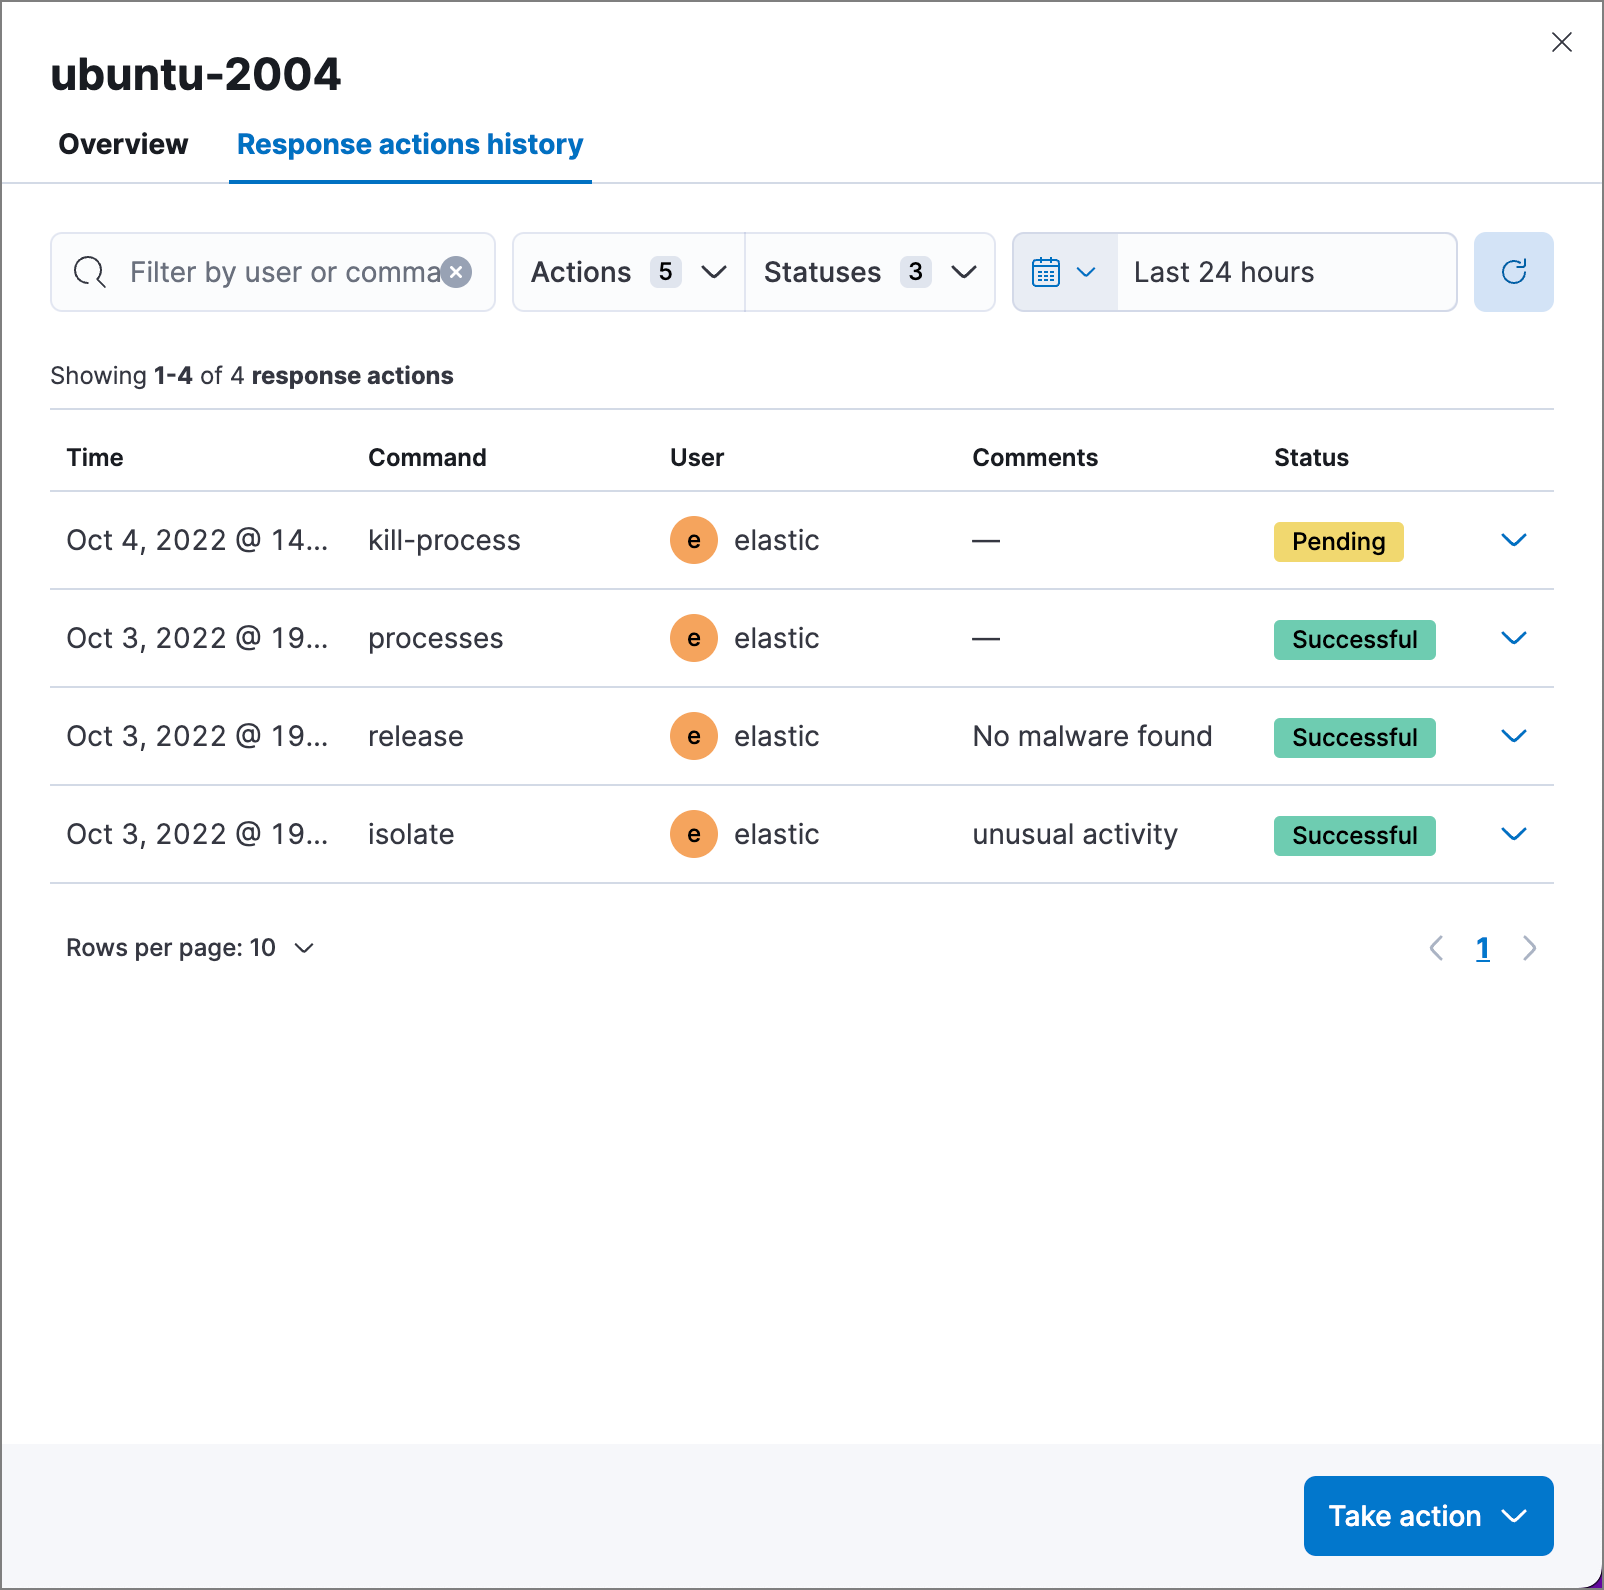 ubuntu-2004
Overview Response actions history
Filter by user or comma Actions 5 Statuses 3 Last 24 hours
Showing 1-4 of 4 response actions
Time Command User Comments Status
Oct 4, 2022 @ 14... kill-process e elastic — Pending
Oct 3, 2022 @ 19... processes e elastic — Successful
Oct 3, 2022 @ 19... release e elastic No malware found Successful
Oct 3, 2022 @ 19... isolate e elastic unusual activity Successful
Rows per page: 10 1
Take action